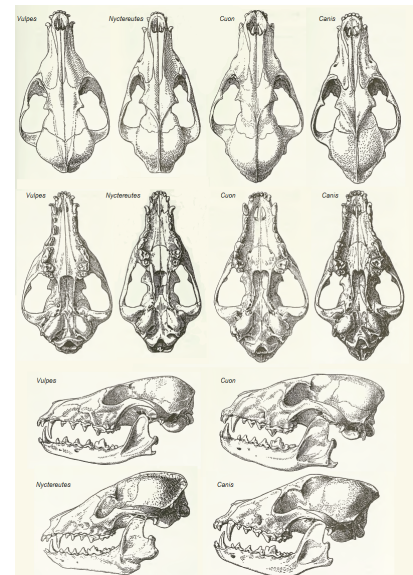 Vulpes
Nyctereutes
Cuon
Canis
Vulpes
Nyctereutes
Cuon
Canis
Vulpes
Cuon
Nyctereutes
Canis